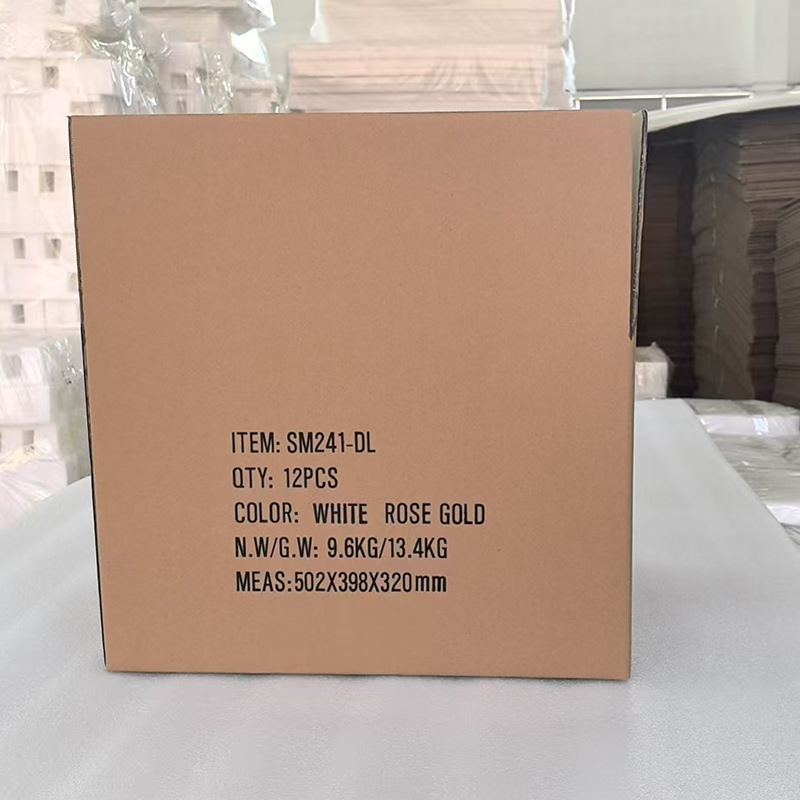 ITEM: SM241-DL
QTY: 12PCS
COLOR: WHITE ROSE GOLD
N.W/G.W: 9.6KG/13.4KG
MEAS:502X398X320mm